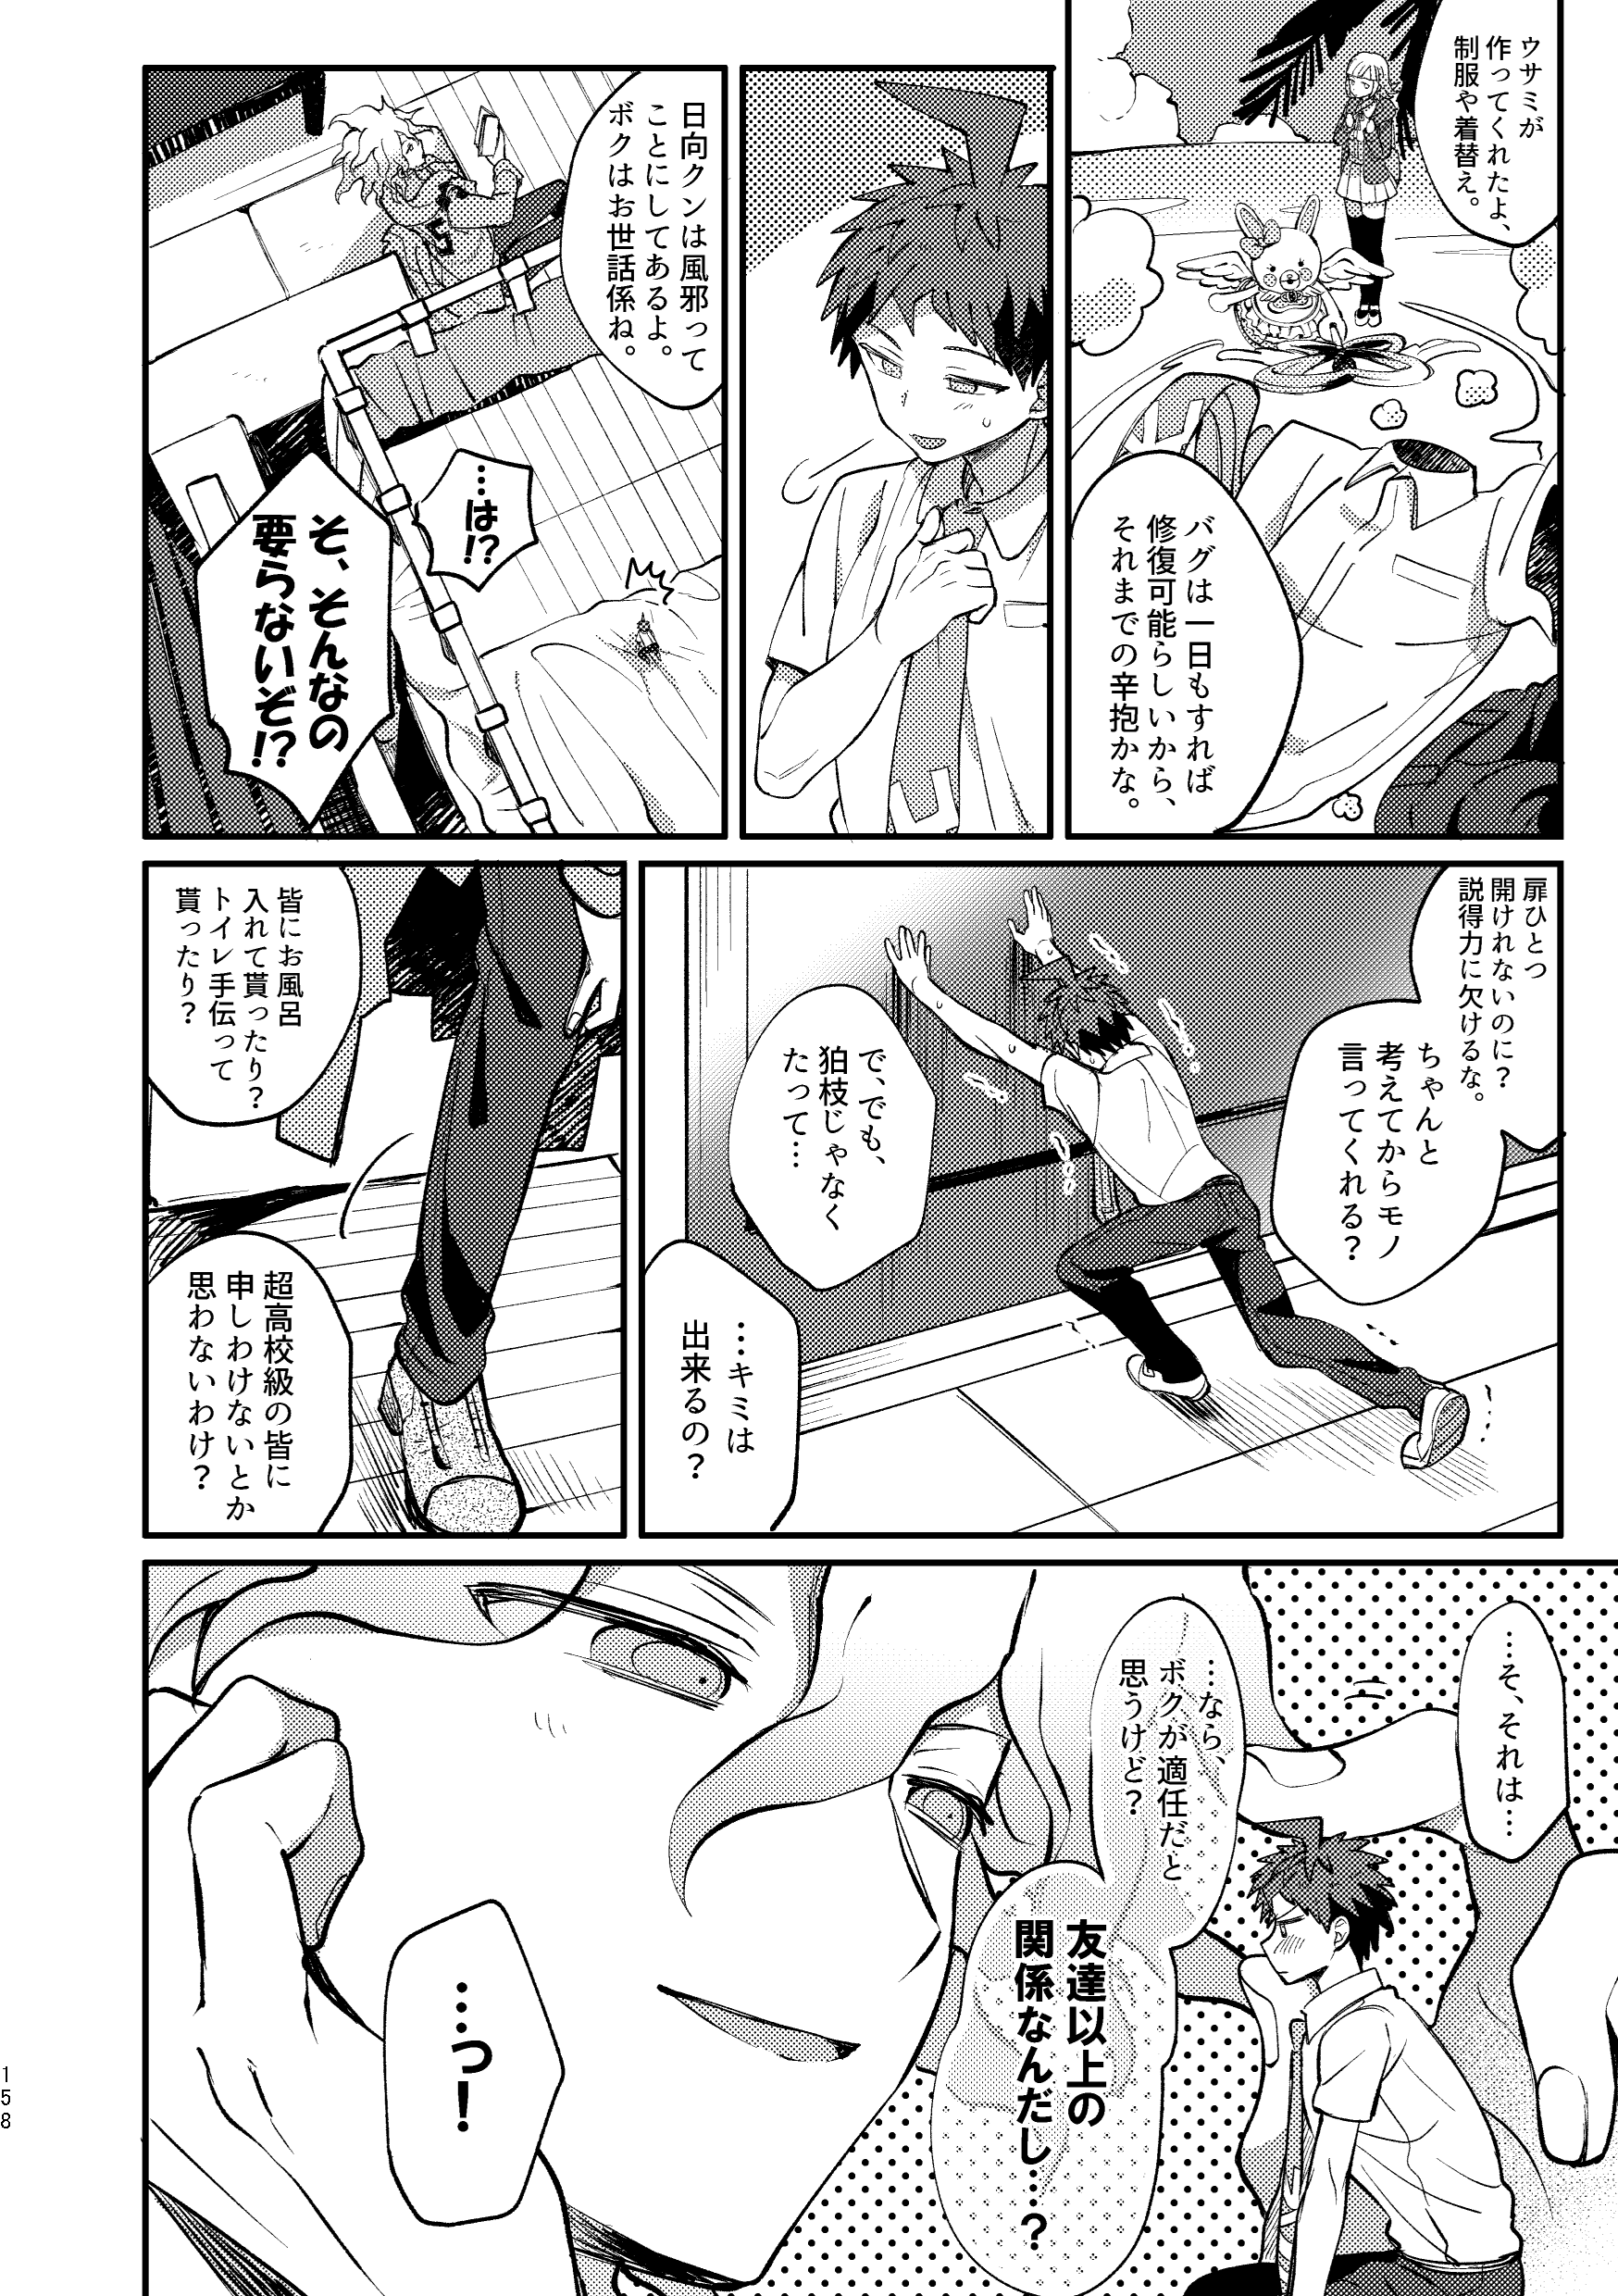 ウサミが
作ってくれたよ、
制服や着替え。
バグは一日もすれば
修復可能らしいから、
それまでの辛抱かな。
日向クンは風邪って
ことにしてあるよ。
ボクはお世話係ね。
…は!?
そ、そんなの
要らないぞ!?
扉ひとつ
開けれないのに？
説得力に欠けるな。
ちゃんと
考えてからモノ
言ってくれる？
で、でも、
狛枝じゃなく
たって…
…キミは
出来るの？
皆にお風呂
入れて貰ったり？
トイレ手伝って
貰ったり？
超高校級の皆に
申しわけないとか
思わないわけ？
…そ、それは…
…なら、
ボクが適任だと
思うけど？
友達以上の
関係なんだし……？
…っ！
158